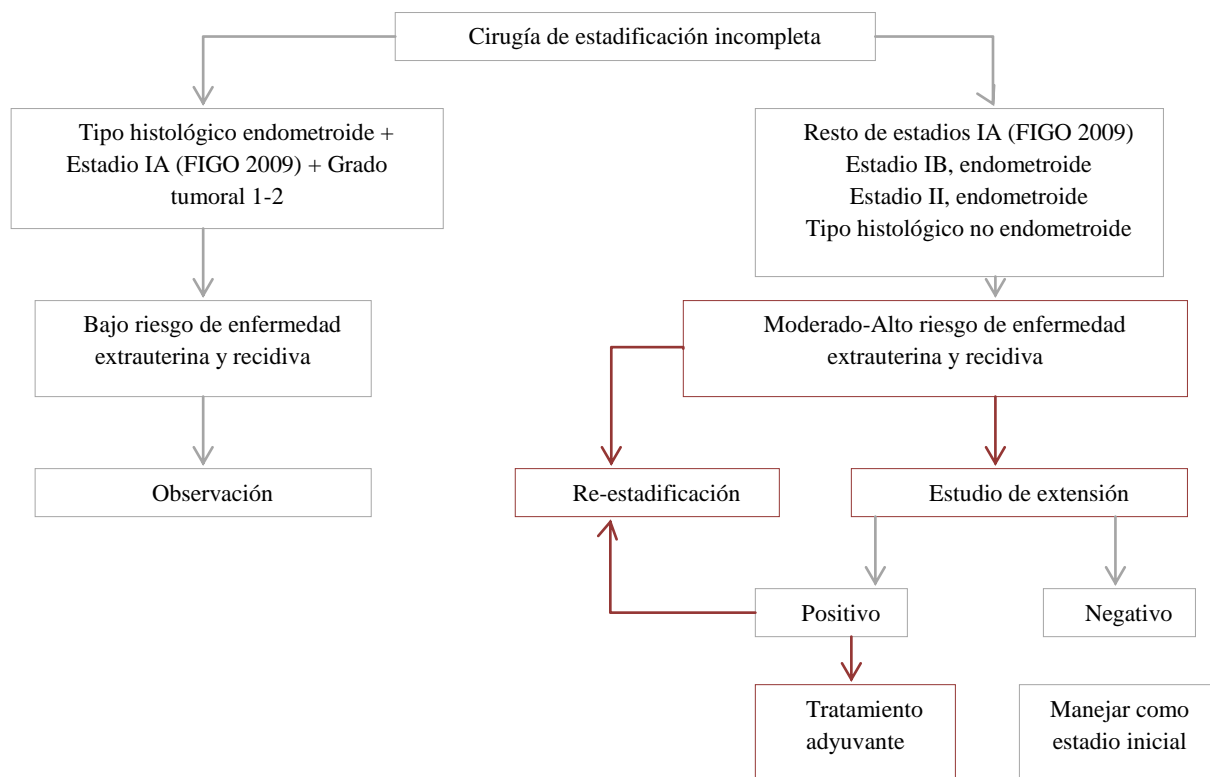 Cirugía de estadificación incompleta
Tipo histológico endometroide +
Estadio IA (FIGO 2009) + Grado
tumoral 1-2
Resto de estadios IA (FIGO 2009)
Estadio IB, endometroide
Estadio II, endometroide
Tipo histológico no endometroide
Bajo riesgo de enfermedad
extrauterina y recidiva
Moderado-Alto riesgo de enfermedad
extrauterina y recidiva
Observación
Re-estadificación
Estudio de extensión
Positivo
Negativo
Tratamiento
adyuvante
Manejar como
estadio inicial